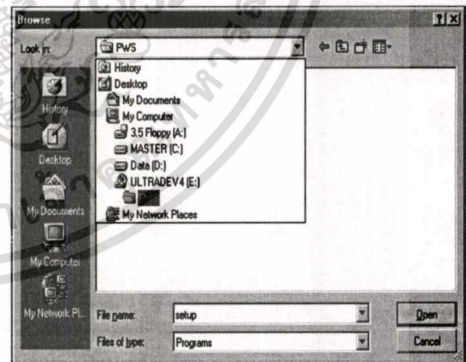 Browse
? X
Look in:
PWS
History
Desktop
My Documents
My Computer
3.5 Floppy (A:)
MASTER (C:)
Data (D:)
ULTRADEV4 (E:)
My Network Places
History
Desktop
My Documents
My Computer
My Network Pl...
File name:
setup
Open
Files of type:
Programs
Cancel